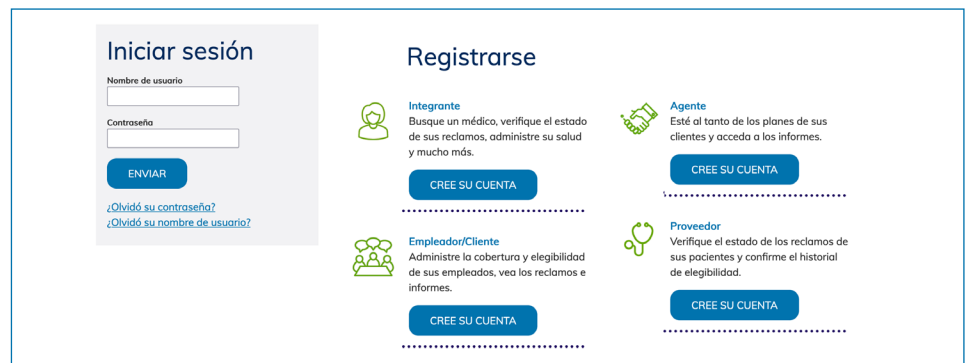 Iniciar sesión
Nombre de usuario
Contraseña
ENVIAR
¿Olvidó su contraseña?
¿Olvidó su nombre de usuario?
Registrarse
Integrante
Busque un médico, verifique el estado
de sus reclamos, administre su salud
y mucho más.
CREE SU CUENTA
Agente
Esté al tanto de los planes de sus
clientes y acceda a los informes.
CREE SU CUENTA
Empleador/Cliente
Administre la cobertura y elegibilidad
de sus empleados, vea los reclamos e
informes.
CREE SU CUENTA
Proveedor
Verifique el estado de los reclamos de
sus pacientes y confirme el historial
de elegibilidad.
CREE SU CUENTA